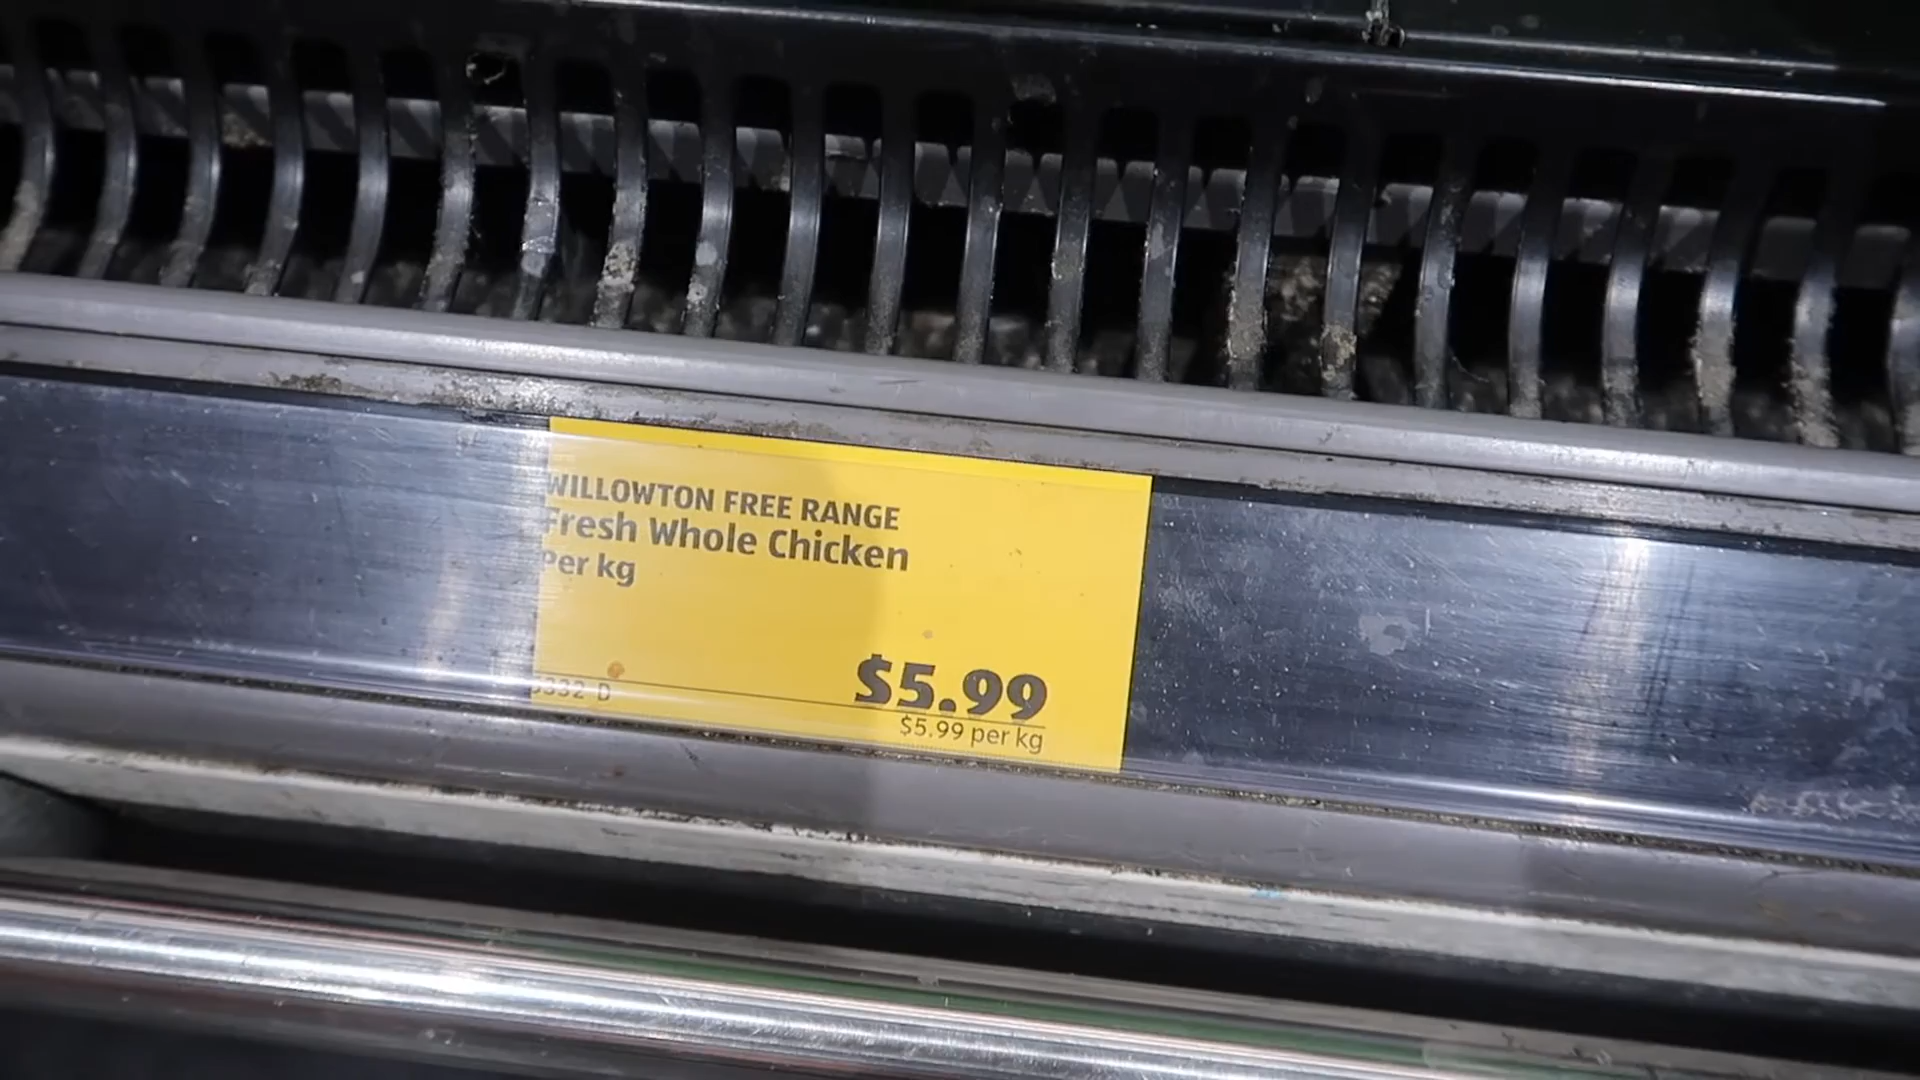 WILLOWTON FREE RANGE
Fresh Whole Chicken
Per kg
$5.99
$5.99 per kg